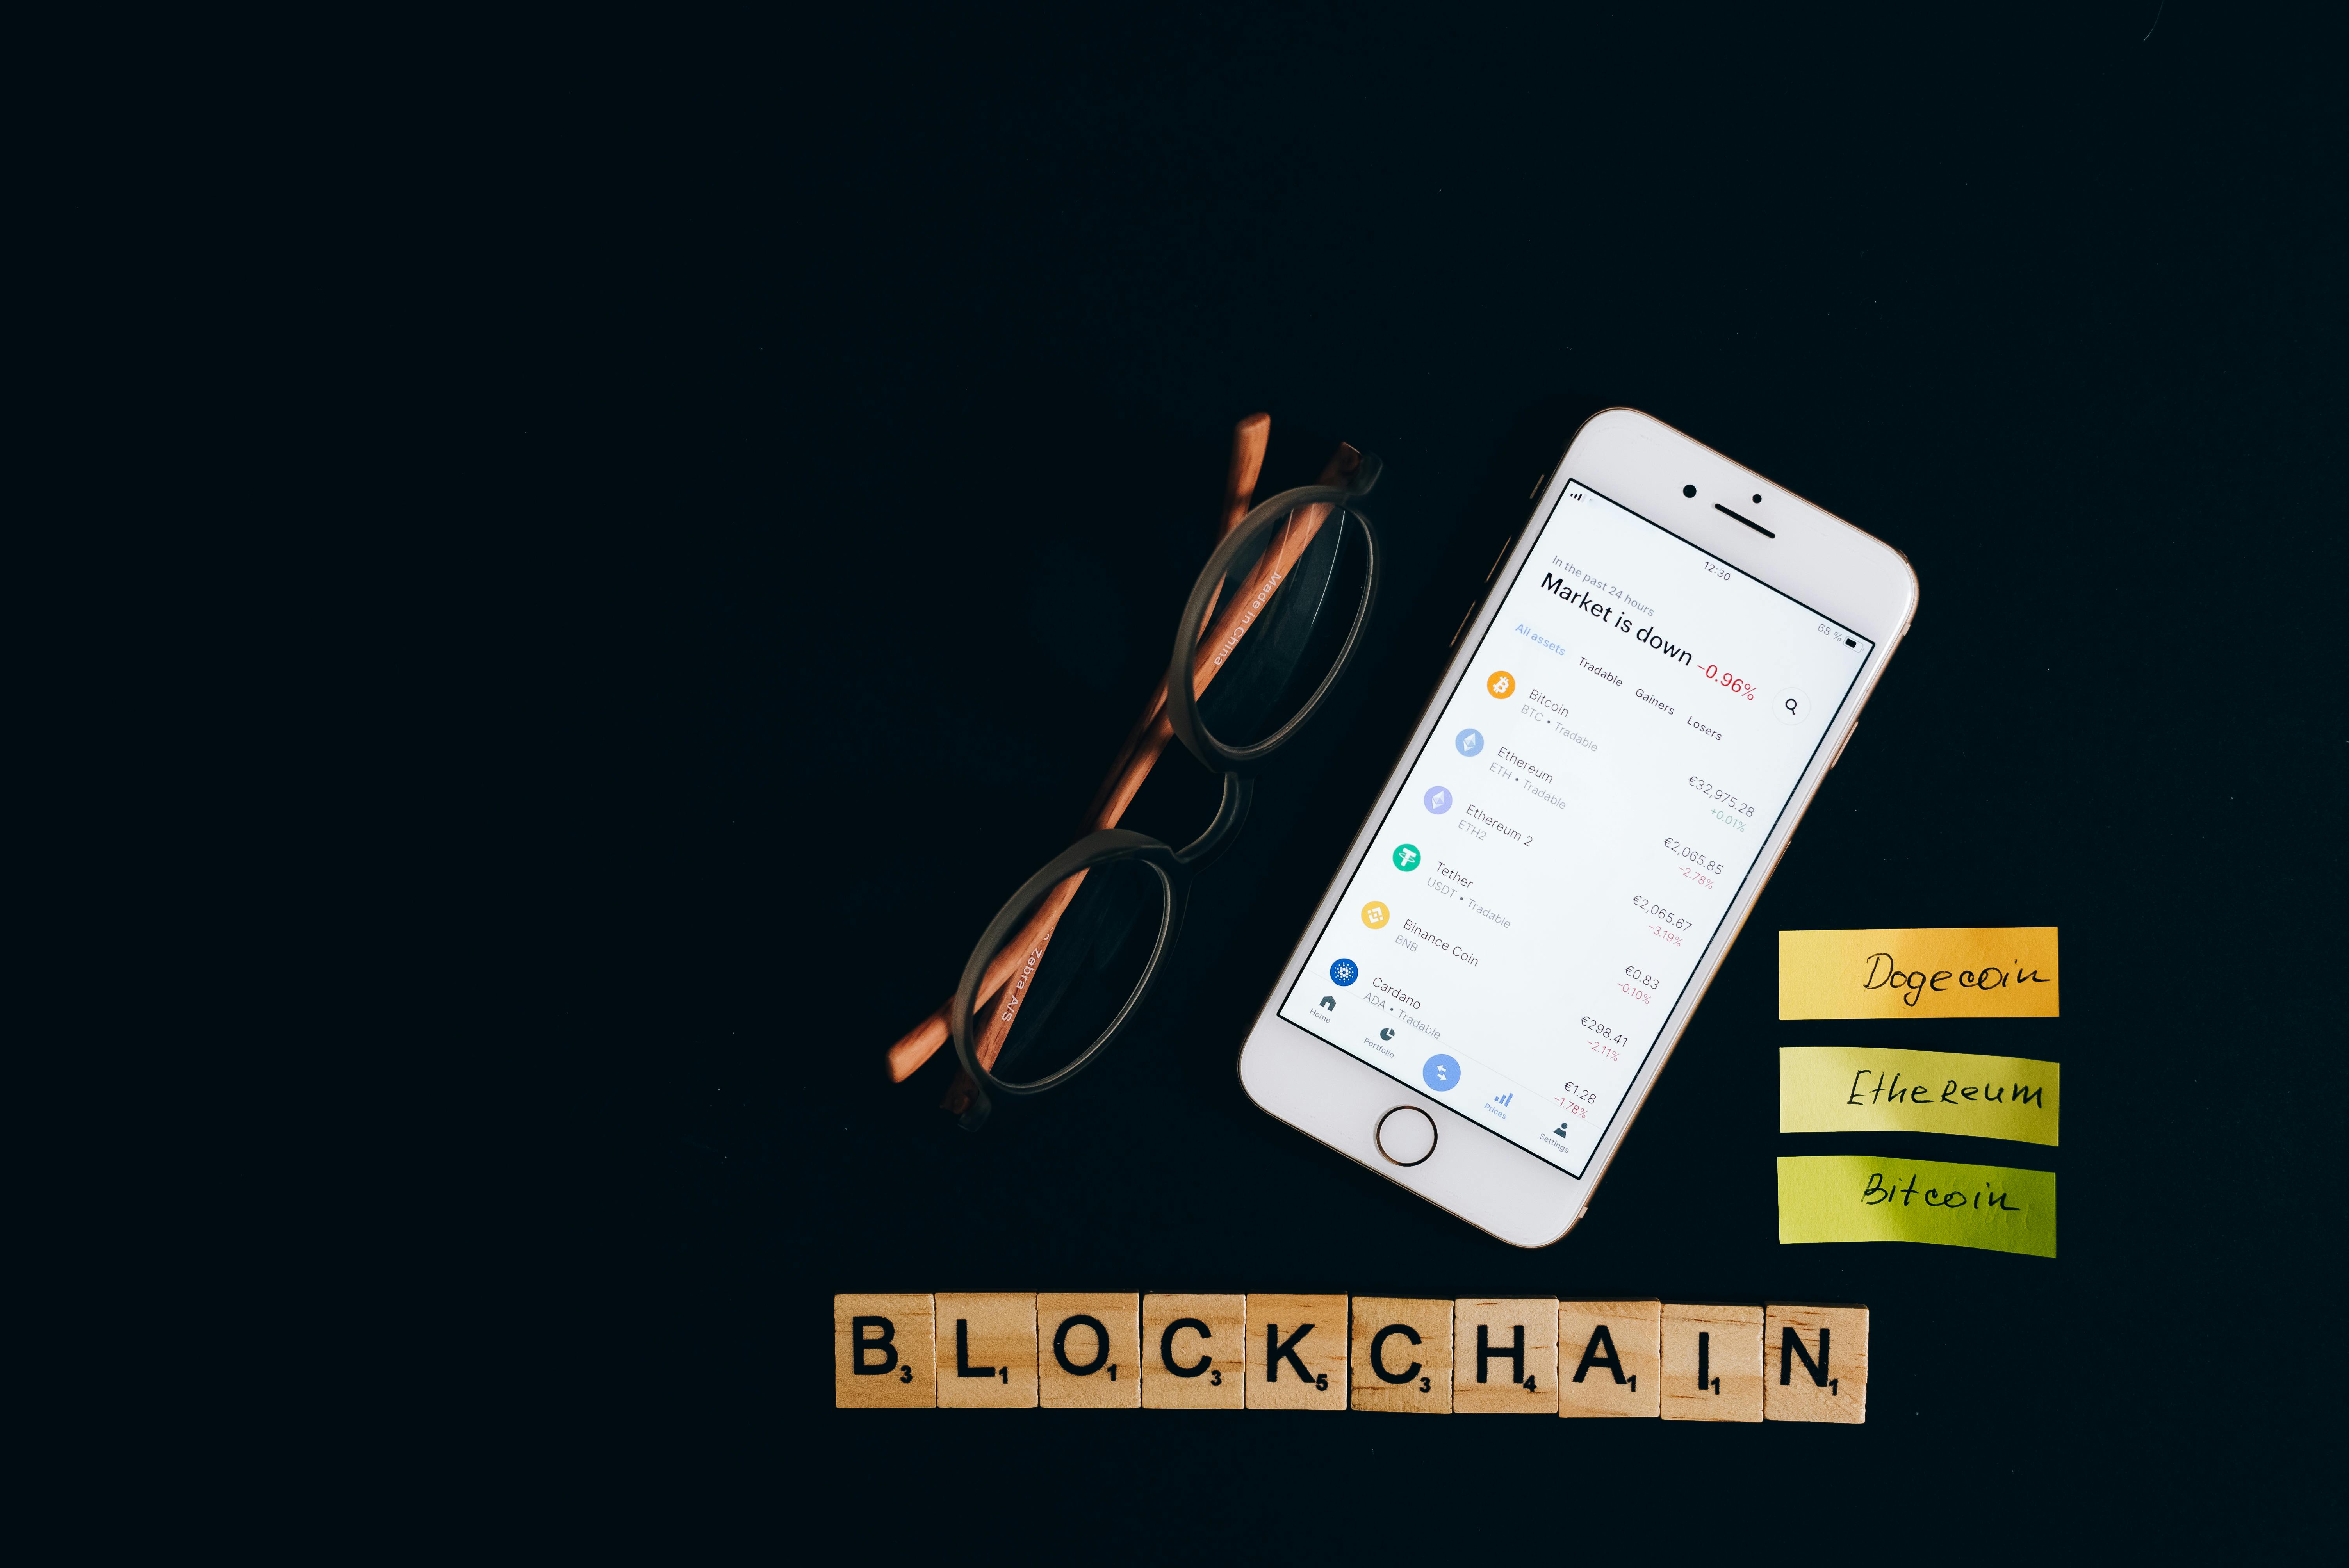 12:30
68 %
In the past 24 hours
Market is down -0.96%
All assets Tradable Gainers Losers
Bitcoin €32,975.28
BTC • Tradable +0.01%
Ethereum €2,065.85
ETH • Tradable -2.78%
Ethereum 2 €2,065.67
ETH2 -3.19%
Tether €0.83
USDT • Tradable -0.10%
Binance Coin €298.41
BNB -2.11%
Cardano €1.28
ADA • Tradable -1.78%
Home Portfolio Prices Settings
Made in China
Zebra A/S
Dogecoin
Ethereum
Bitcoin
B3 L1 O1 C3 K5 C3 H4 A1 I1 N1